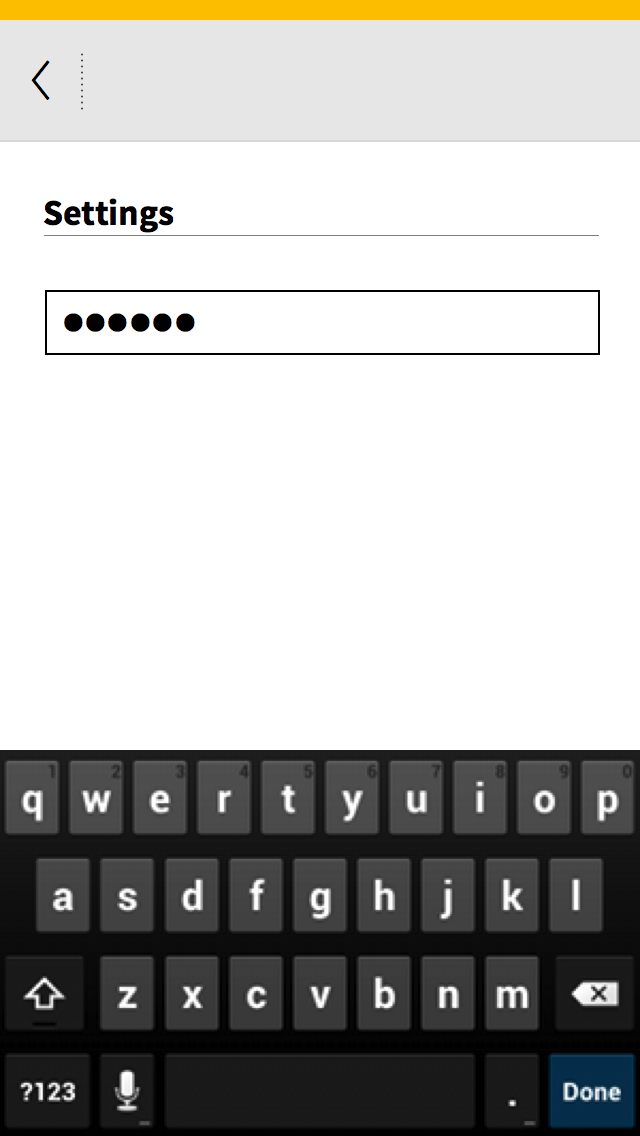 Settings
●●●●●●
1 2 3 4 5 6 7 8 9 0
q w e r t y u i o p
a s d f g h j k l
z x c v b n m
?123 . Done